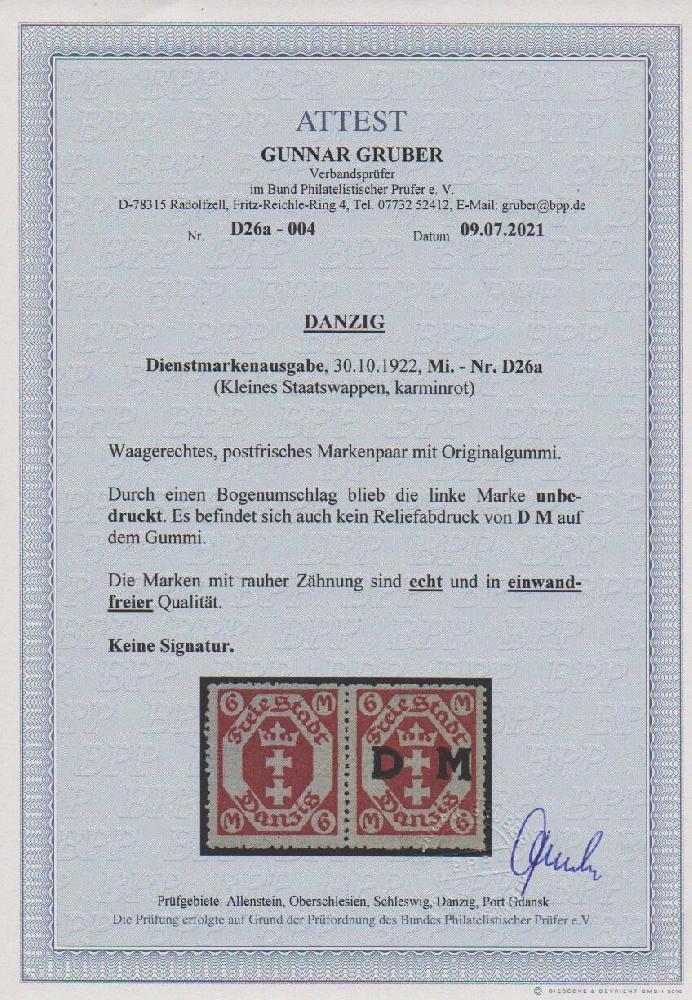 ATTEST
GUNNAR GRUBER
Verbandsprüfer
im Bund Philatelistischer Prüfer e. V.
D-78315 Radolfzell, Fritz-Reichle-Ring 4, Tel. 07732 52412, E-Mail: gruber@bpp.de
Nr. D26a - 004 Datum 09.07.2021
DANZIG
Dienstmarkenausgabe, 30.10.1922, Mi. - Nr. D26a
(Kleines Staatswappen, karminrot)
Waagerechtes, postfrisches Markenpaar mit Originalgummi.
Durch einen Bogenumschlag blieb die linke Marke unbe-
druckt. Es befindet sich auch kein Reliefabdruck von D M auf
dem Gummi.
Die Marken mit rauher Zähnung sind echt und in einwand-
freier Qualität.
Keine Signatur.
6 M 6 M
Freie Stadt Freie Stadt
D M
Danzig Danzig
M 6 M 6
Prüfgebiete: Allenstein, Oberschlesien, Schleswig, Danzig, Port Gdansk
Die Prüfung erfolgte auf Grund der Prüfordnung des Bundes Philatelistischer Prüfer e.V.
© GIESECKE & DEVRIENT GMBH